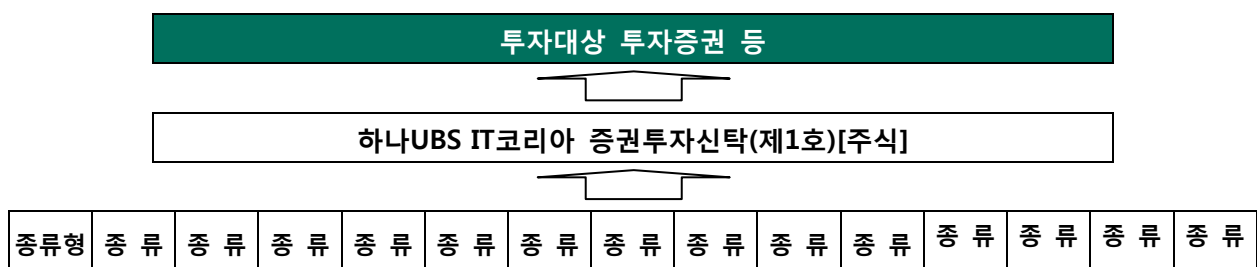 투자대상 투자증권 등
하나UBS IT코리아 증권투자신탁(제1호)[주식]
종류형 종 류 종 류 종 류 종 류 종 류 종 류 종 류 종 류 종 류 종 류 종 류 종 류 종 류 종 류